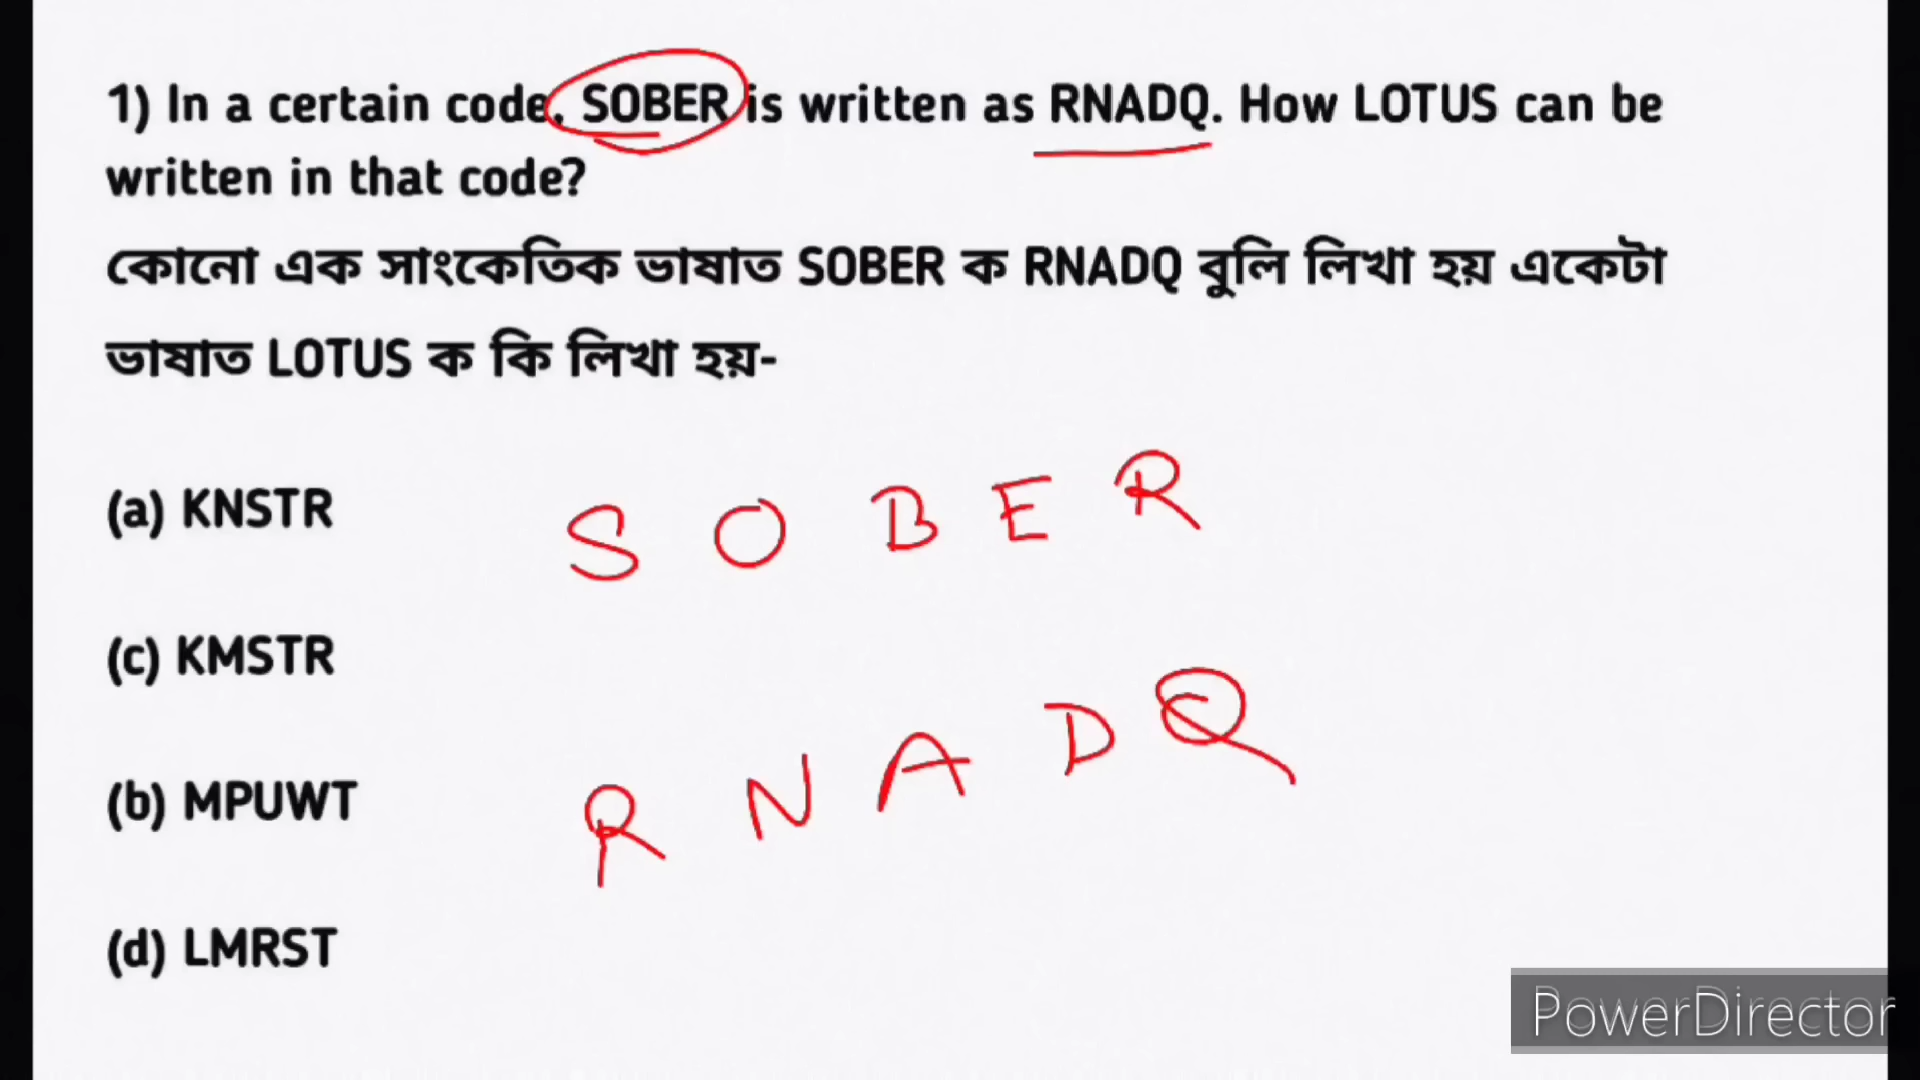 1) In a certain code, SOBER is written as RNADQ. How LOTUS can be
written in that code?
কোনো এক সাংকেতিক ভাষাত SOBER ক RNADQ বুলি লিখা হয় একেটা
ভাষাত LOTUS ক কি লিখা হয়-
(a) KNSTR
S O B E R
(c) KMSTR
(b) MPUWT
R N A D Q
(d) LMRST
PowerDirector